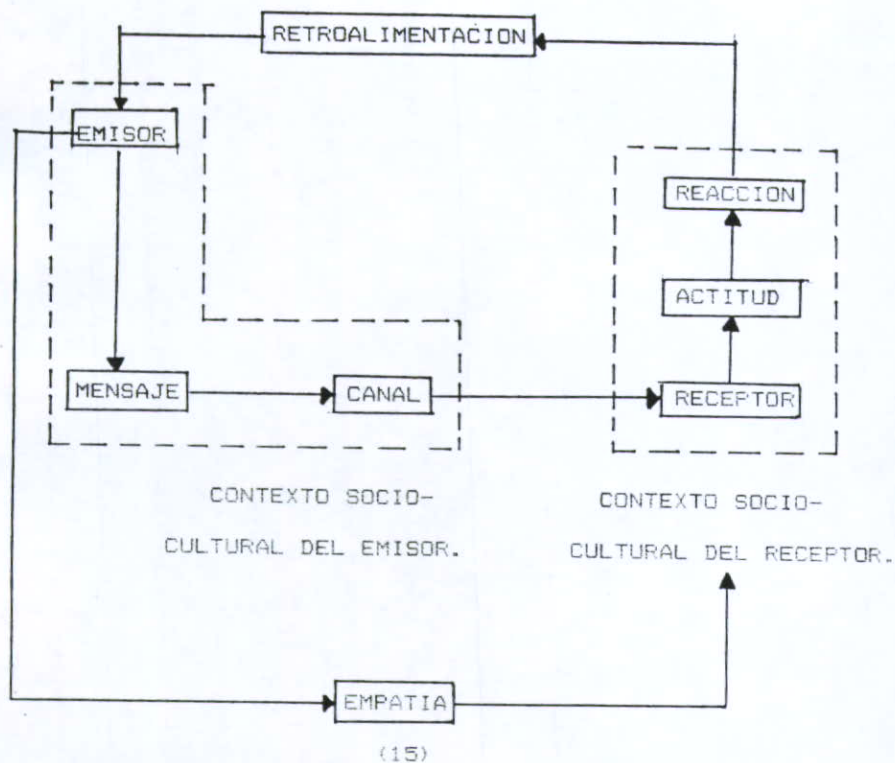 RETROALIMENTACION
EMISOR
REACCION
ACTITUD
MENSAJE
CANAL
RECEPTOR
CONTEXTO SOCIO-
CULTURAL DEL EMISOR.
CONTEXTO SOCIO-
CULTURAL DEL RECEPTOR.
EMPATIA
(15)